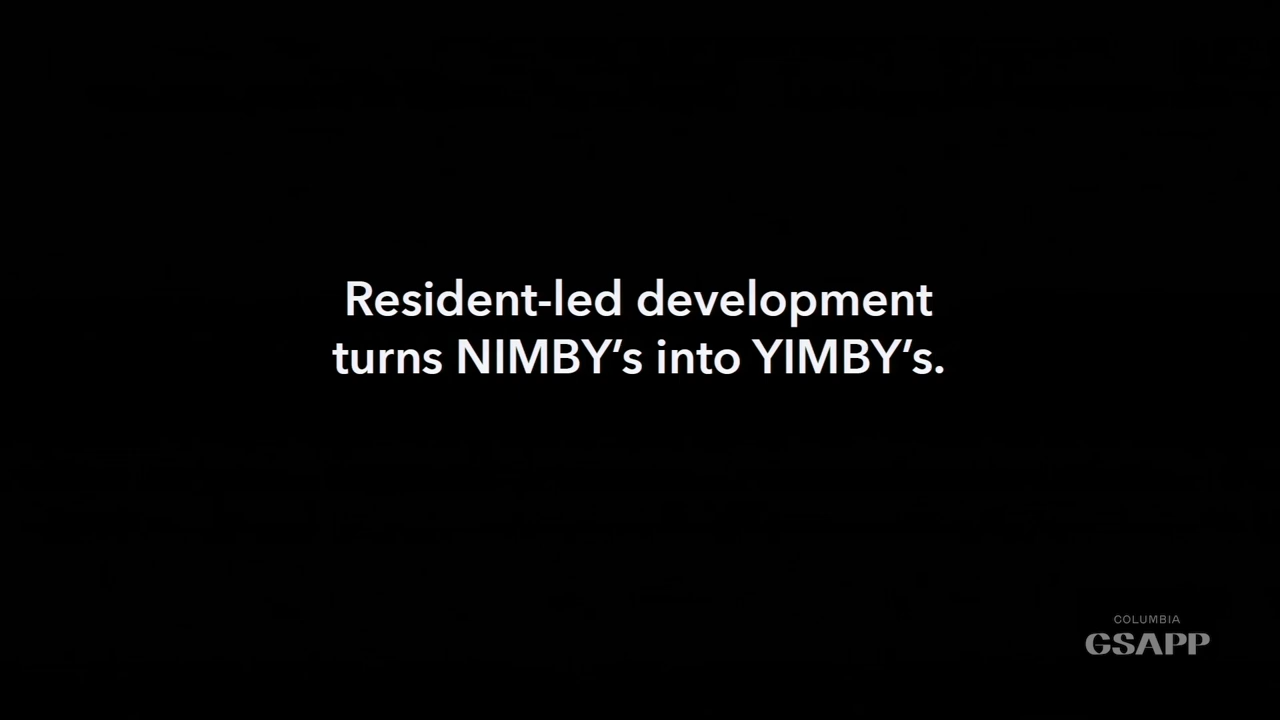 Resident-led development
turns NIMBY’s into YIMBY’s.
COLUMBIA
GSAPP